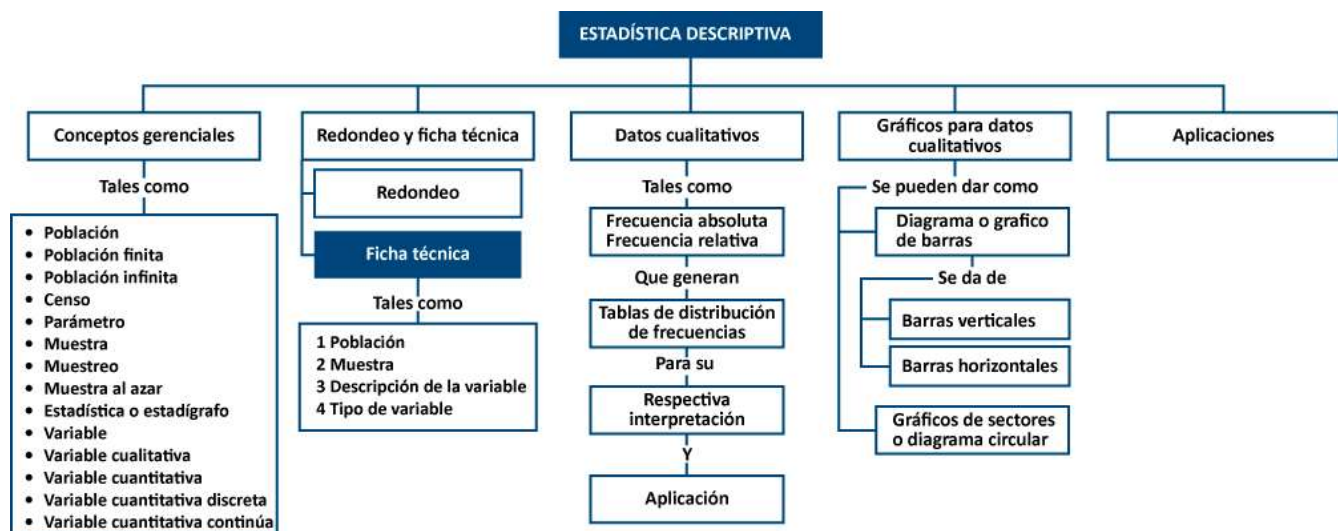 ESTADÍSTICA DESCRIPTIVA
Conceptos gerenciales
Tales como
• Población
• Población finita
• Población infinita
• Censo
• Parámetro
• Muestra
• Muestreo
• Muestra al azar
• Estadística o estadígrafo
• Variable
• Variable cualitativa
• Variable cuantitativa
• Variable cuantitativa discreta
• Variable cuantitativa continúa
Redondeo y ficha técnica
Redondeo
Ficha técnica
Tales como
1 Población
2 Muestra
3 Descripción de la variable
4 Tipo de variable
Datos cualitativos
Tales como
Frecuencia absoluta
Frecuencia relativa
Que generan
Tablas de distribución
de frecuencias
Para su
Respectiva
interpretación
Y
Aplicación
Gráficos para datos
cualitativos
Se pueden dar como
Diagrama o grafico
de barras
Se da de
Barras verticales
Barras horizontales
Gráficos de sectores
o diagrama circular
Aplicaciones